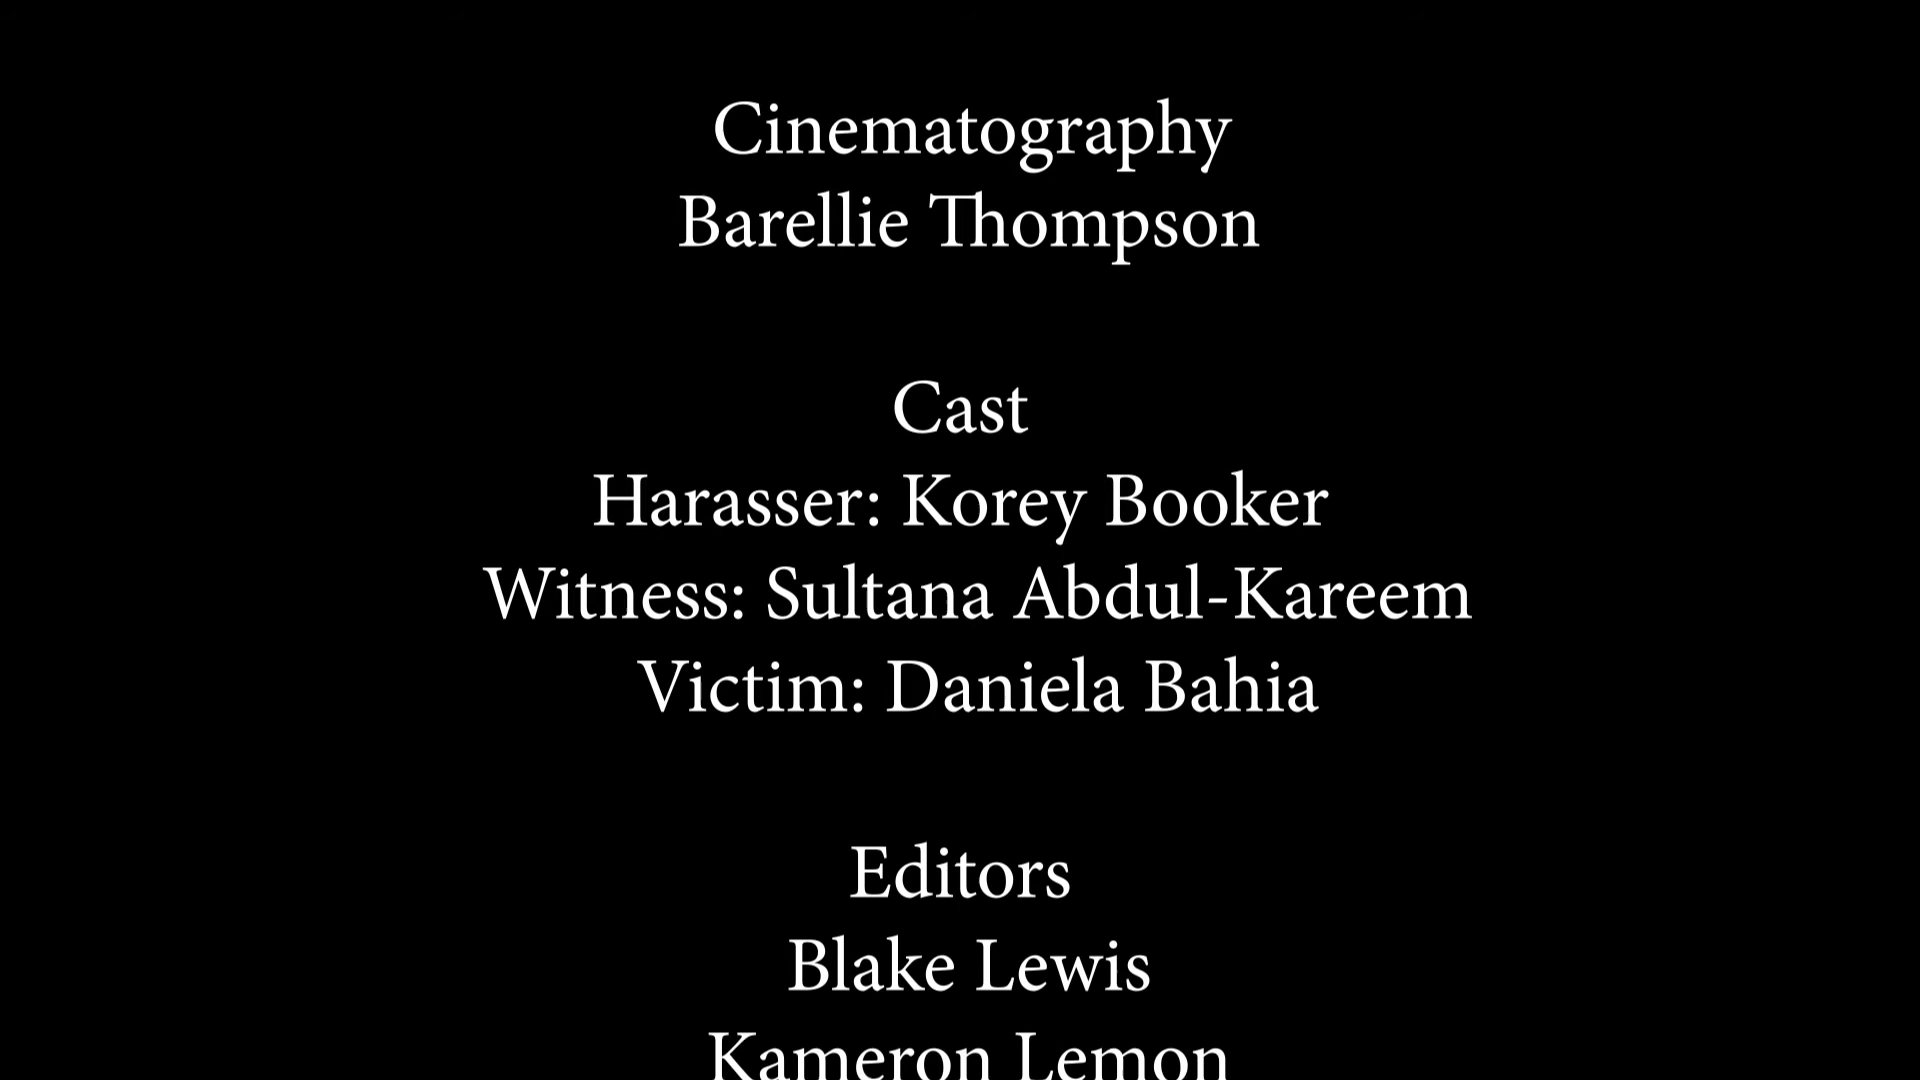 Cinematography
Barellie Thompson
Cast
Harasser: Korey Booker
Witness: Sultana Abdul-Kareem
Victim: Daniela Bahia
Editors
Blake Lewis
Kameron Lemon